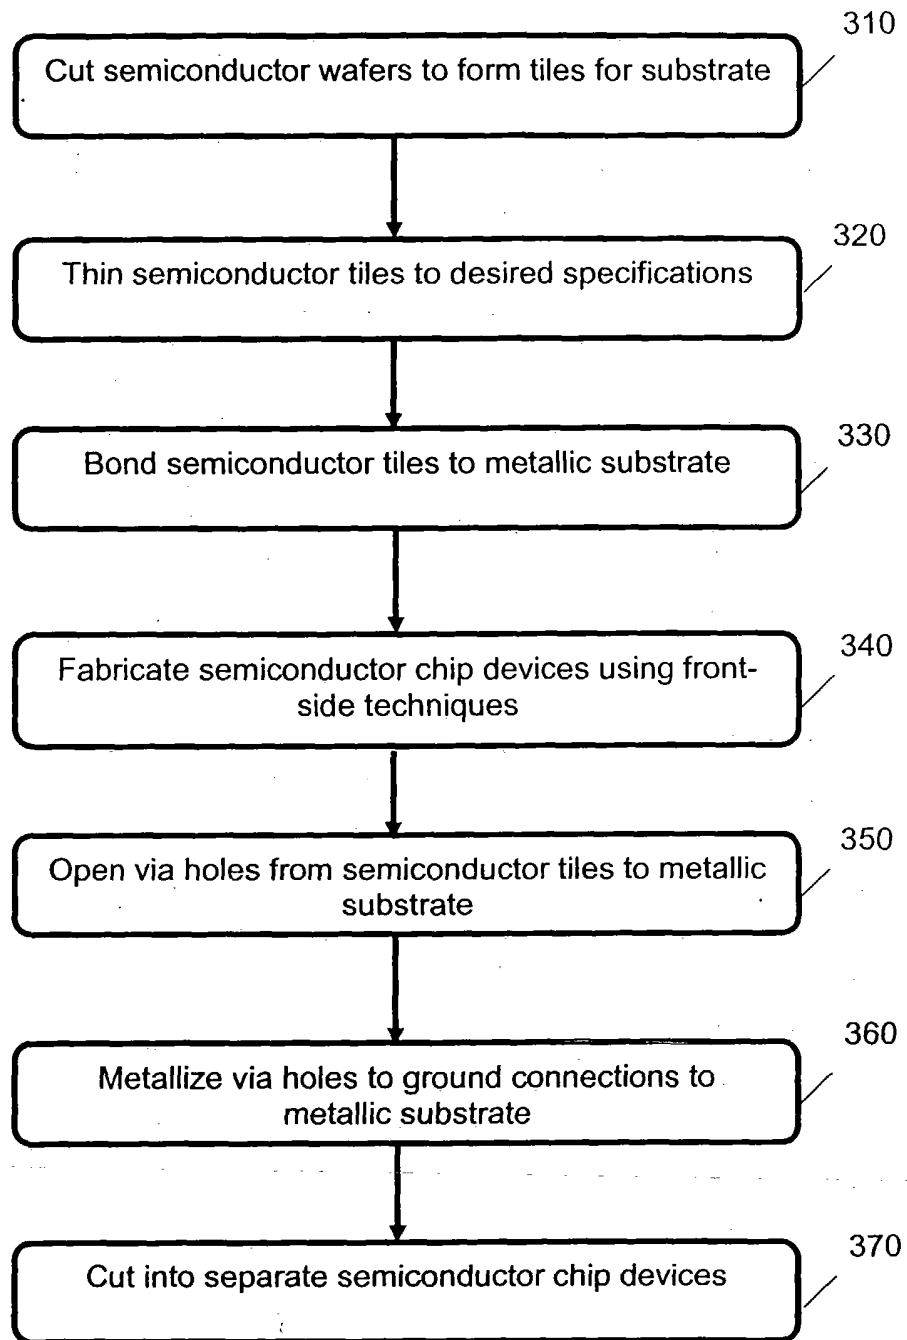 310
Cut semiconductor wafers to form tiles for substrate
320
Thin semiconductor tiles to desired specifications
330
Bond semiconductor tiles to metallic substrate
340
Fabricate semiconductor chip devices using front-
side techniques
350
Open via holes from semiconductor tiles to metallic
substrate
360
Metallize via holes to ground connections to
metallic substrate
370
Cut into separate semiconductor chip devices